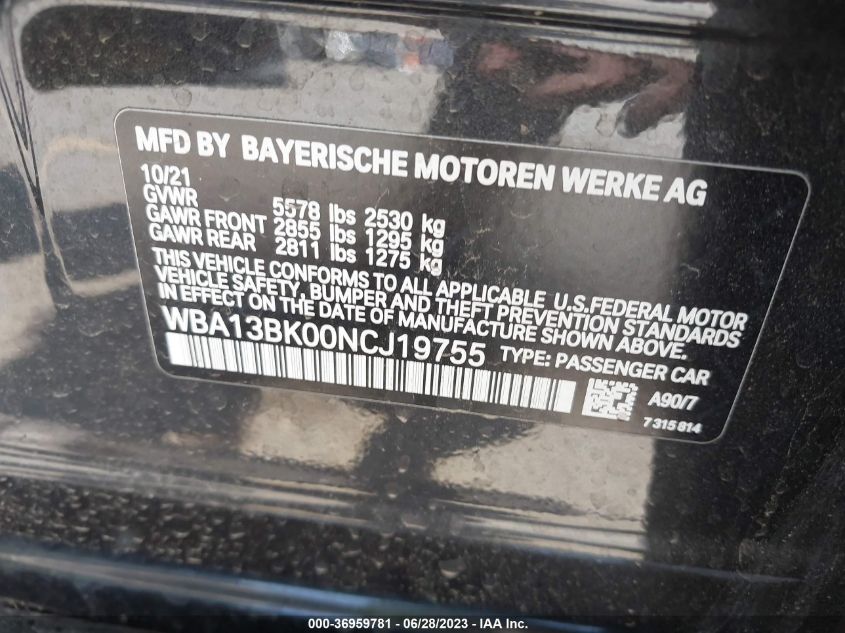 MFD BY BAYERISCHE MOTOREN WERKE AG
10/21
GVWR 5578 lbs 2530 kg
GAWR FRONT 2855 lbs 1295 kg
GAWR REAR 2811 lbs 1275 kg
THIS VEHICLE CONFORMS TO ALL APPLICABLE U.S.FEDERAL MOTOR
VEHICLE SAFETY, BUMPER AND THEFT PREVENTION STANDARDS
IN EFFECT ON THE DATE OF MANUFACTURE SHOWN ABOVE.
WBA13BK00NCJ19755 TYPE: PASSENGER CAR
A90/7
7 315 814
000-36959781 / 06/28/2023 - IAA Inc.